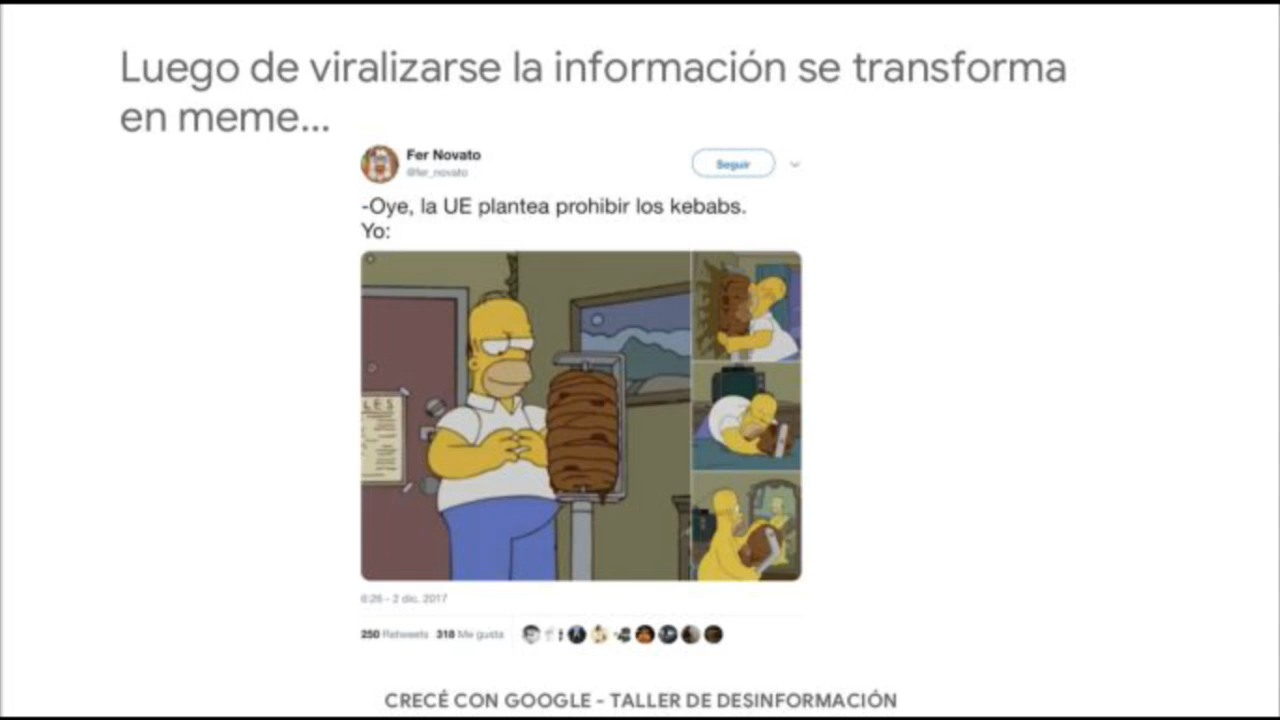 Luego de viralizarse la información se transforma
en meme...
Fer Novato
@fer_novato
Seguir
-Oye, la UE plantea prohibir los kebabs.
Yo:
LES
6:26 - 2 dic. 2017
250 Retweets 318 Me gusta
CRECÉ CON GOOGLE - TALLER DE DESINFORMACIÓN